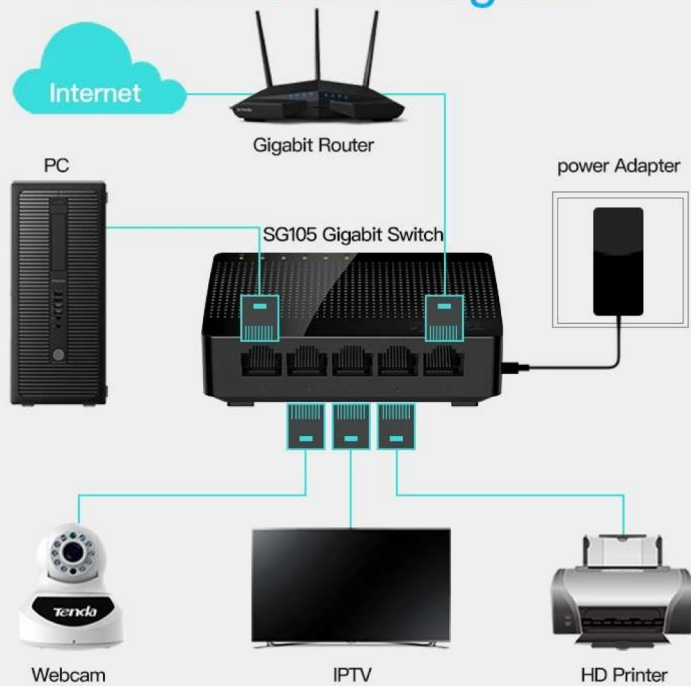 Internet
Gigabit Router
PC
power Adapter
SG105 Gigabit Switch
Tenda
Webcam
IPTV
HD Printer